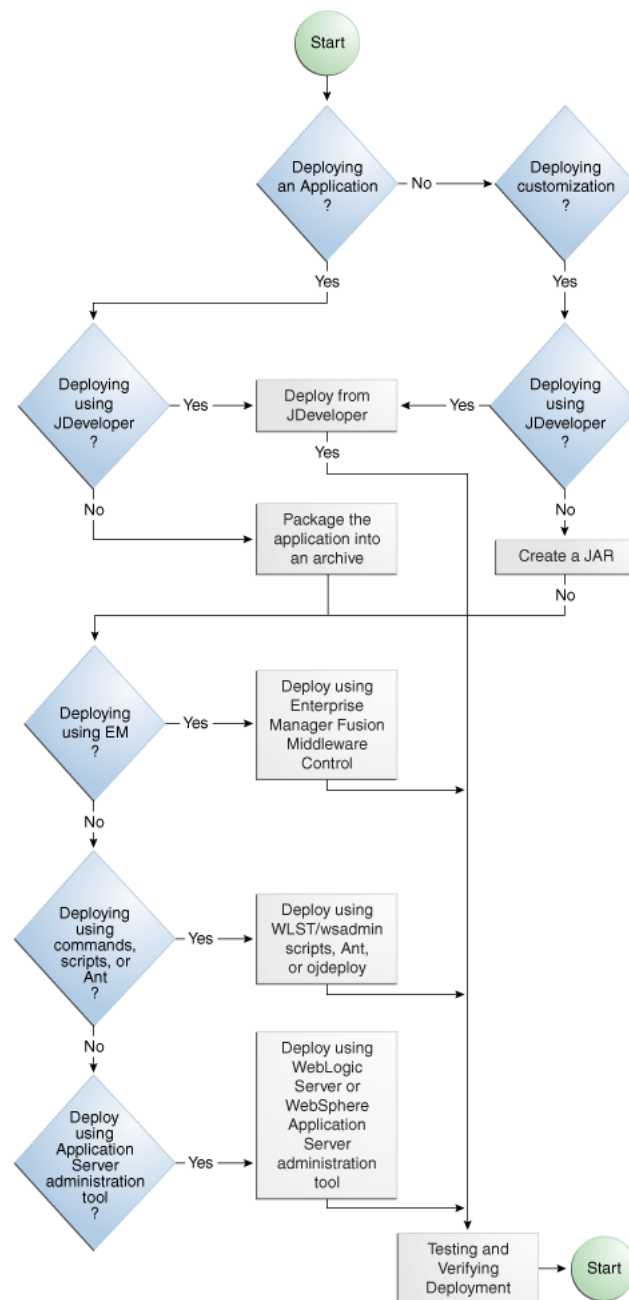 Start
Deploying
an Application
?
No
Deploying
customization
?
Yes
Yes
Deploying
using
JDeveloper
?
Yes
Deploy from
JDeveloper
Yes
Deploying
using
JDeveloper
?
Yes
No
Package the
application into
an archive
No
Create a JAR
No
Deploying
using EM
?
Yes
Deploy using
Enterprise
Manager Fusion
Middleware
Control
No
Deploying
using
commands,
scripts, or
Ant
?
Yes
Deploy using
WLST/wsadmin
scripts, Ant,
or ojdeploy
No
Deploy
using
Application
Server
administration
tool
?
Yes
Deploy using
WebLogic
Server or
WebSphere
Application
Server
administration
tool
Testing and
Verifying
Deployment
Start